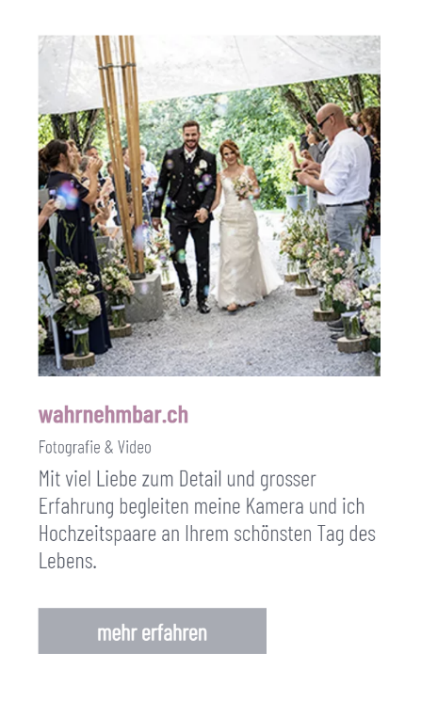 wahrnehmbar.ch
Fotografie & Video
Mit viel Liebe zum Detail und grosser
Erfahrung begleiten meine Kamera und ich
Hochzeitspaare an Ihrem schönsten Tag des
Lebens.
mehr erfahren